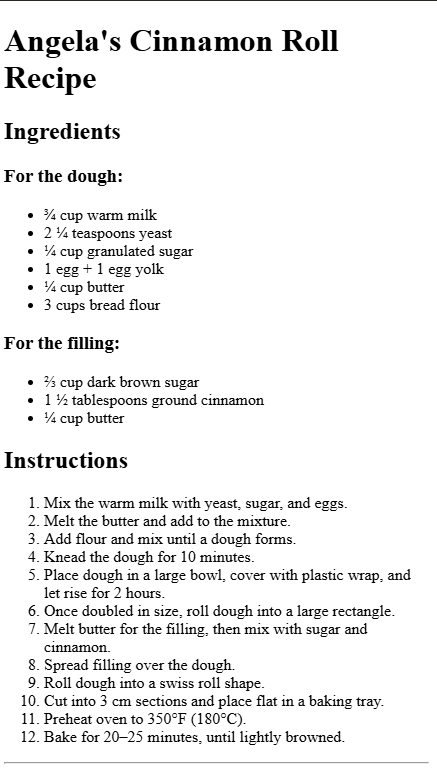 Angela's Cinnamon Roll
Recipe
Ingredients
For the dough:
• ¾ cup warm milk
• 2 ¼ teaspoons yeast
• ¼ cup granulated sugar
• 1 egg + 1 egg yolk
• ¼ cup butter
• 3 cups bread flour
For the filling:
• ⅔ cup dark brown sugar
• 1 ½ tablespoons ground cinnamon
• ¼ cup butter
Instructions
1. Mix the warm milk with yeast, sugar, and eggs.
2. Melt the butter and add to the mixture.
3. Add flour and mix until a dough forms.
4. Knead the dough for 10 minutes.
5. Place dough in a large bowl, cover with plastic wrap, and
let rise for 2 hours.
6. Once doubled in size, roll dough into a large rectangle.
7. Melt butter for the filling, then mix with sugar and
cinnamon.
8. Spread filling over the dough.
9. Roll dough into a swiss roll shape.
10. Cut into 3 cm sections and place flat in a baking tray.
11. Preheat oven to 350°F (180°C).
12. Bake for 20–25 minutes, until lightly browned.